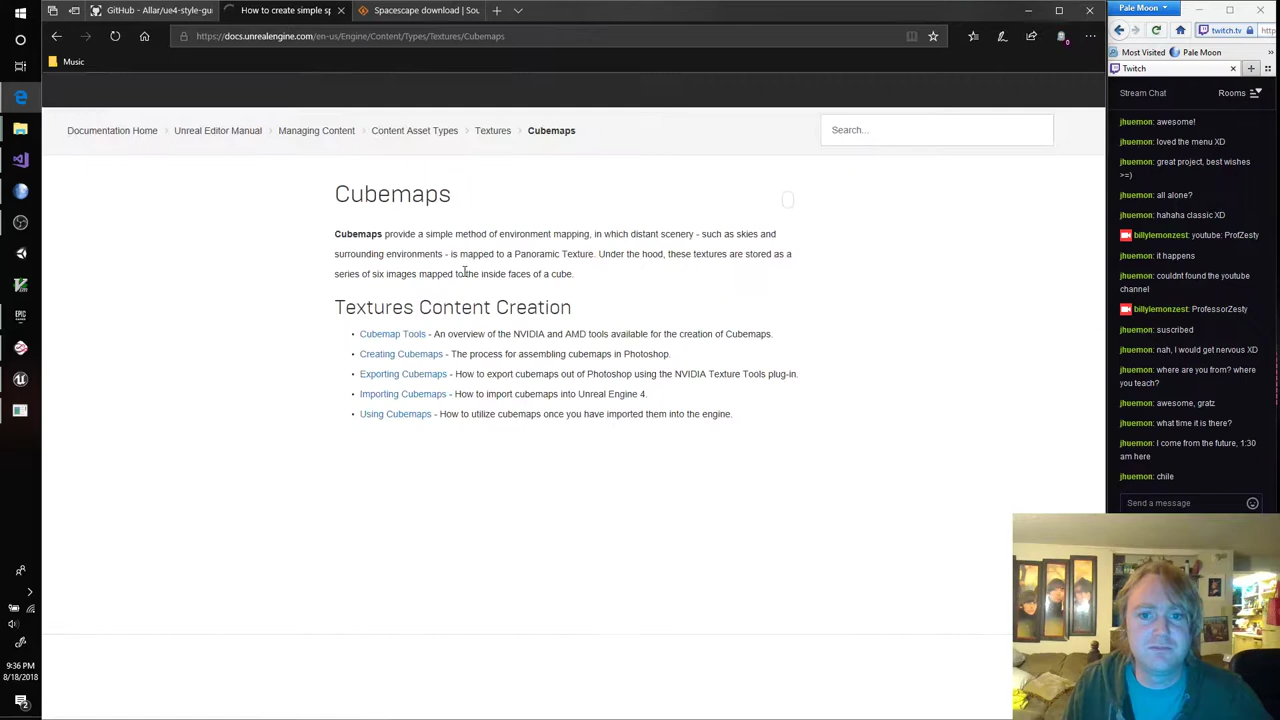 GitHub - Allar/ue4-style-gu
How to create simple s
Spacescape download | Sou
https://docs.unrealengine.com/en-us/Engine/Content/Types/Textures/Cubemaps
Music
Documentation Home
Unreal Editor Manual
Managing Content
Content Asset Types
Textures
Cubemaps
Search...
Cubemaps
Cubemaps provide a simple method of environment mapping, in which distant scenery - such as skies and
surrounding environments - is mapped to a Panoramic Texture. Under the hood, these textures are stored as a
series of six images mapped to the inside faces of a cube.
Textures Content Creation
Cubemap Tools - An overview of the NVIDIA and AMD tools available for the creation of Cubemaps.
Creating Cubemaps - The process for assembling cubemaps in Photoshop.
Exporting Cubemaps - How to export cubemaps out of Photoshop using the NVIDIA Texture Tools plug-in.
Importing Cubemaps - How to import cubemaps into Unreal Engine 4.
Using Cubemaps - How to utilize cubemaps once you have imported them into the engine.
EPIC
9:36 PM
8/18/2018
2
Pale Moon
twitch.tv
http
Most Visited
Pale Moon
Twitch
Stream Chat
Rooms
jhuemon: awesome!
jhuemon: loved the menu XD
jhuemon: great project, best wishes
>=)
jhuemon: all alone?
jhuemon: hahaha classic XD
billylemonzest: youtube: ProfZesty
jhuemon: it happens
jhuemon: couldnt found the youtube
channel
billylemonzest: ProfessorZesty
jhuemon: suscribed
jhuemon: nah, I would get nervous XD
jhuemon: where are you from? where
you teach?
jhuemon: awesome, gratz
jhuemon: what time it is there?
jhuemon: I come from the future, 1:30
am here
jhuemon: chile
Send a message